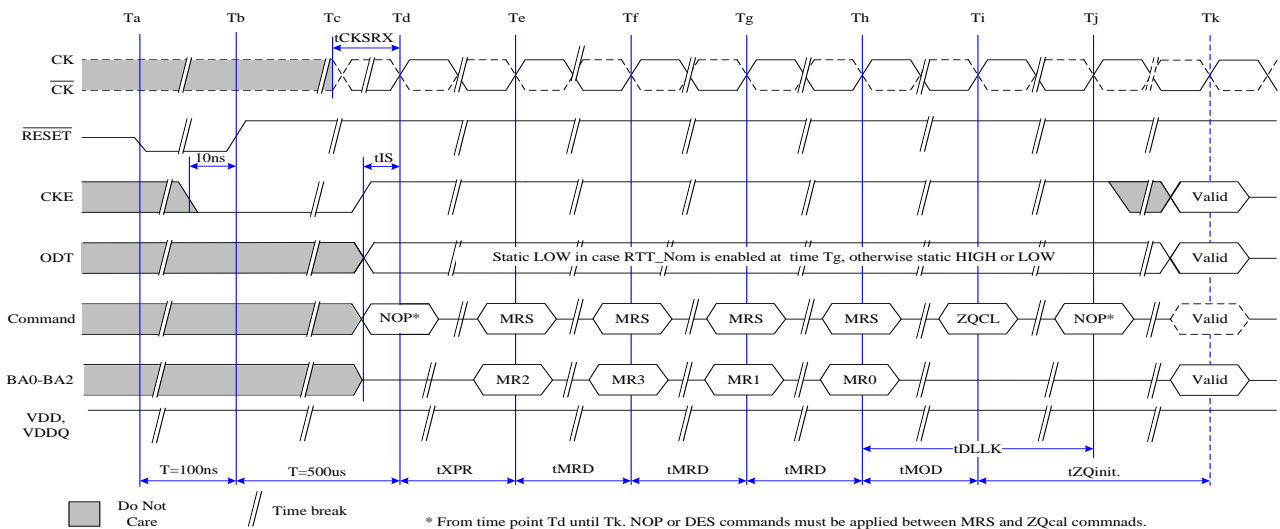 Ta Tb Tc Td Te Tf Tg Th Ti Tj Tk
tCKSRX
CK
CK
RESET
10ns tIS
CKE Valid
ODT Static LOW in case RTT_Nom is enabled at time Tg, otherwise static HIGH or LOW Valid
Command NOP* MRS MRS MRS MRS ZQCL NOP* Valid
BA0-BA2 MR2 MR3 MR1 MR0 Valid
VDD,
VDDQ
tDLLK
T=100ns T=500us tXPR tMRD tMRD tMRD tMOD tZQinit.
Do Not
Care
Time break
* From time point Td until Tk. NOP or DES commands must be applied between MRS and ZQcal commnads.